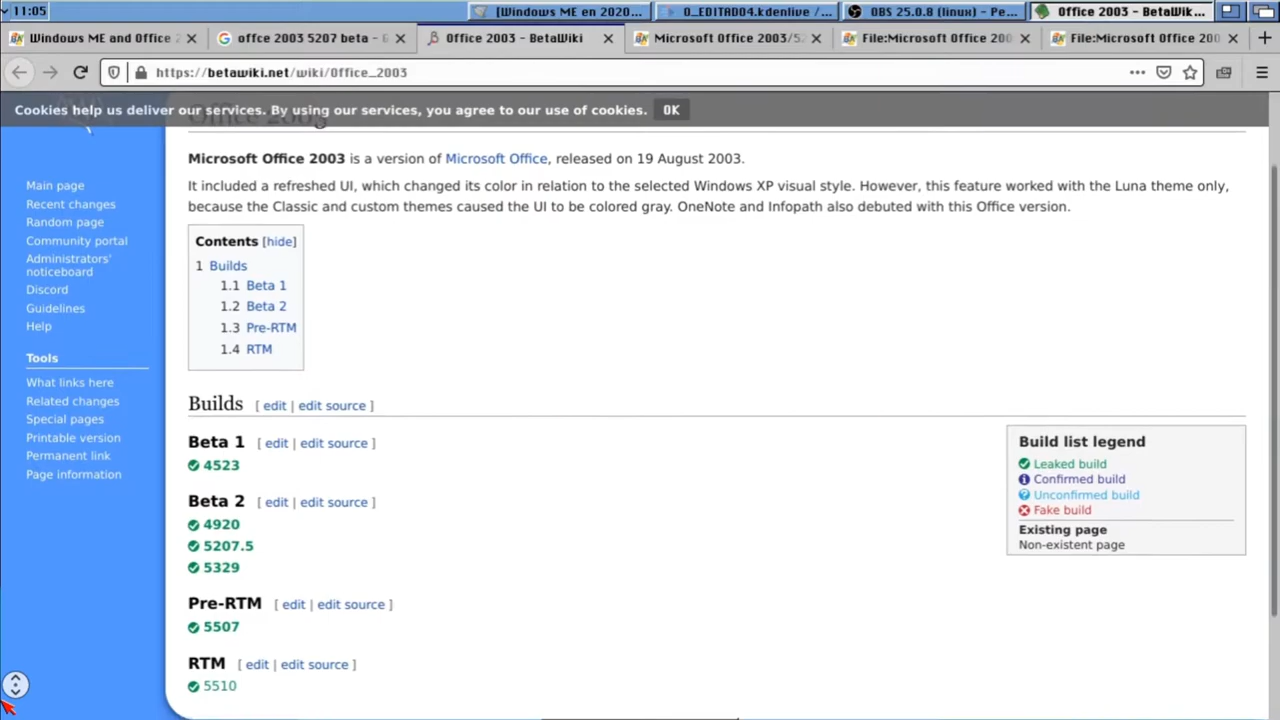 11:05
[Windows ME en 2020...
0_EDITAD04.kdenlive /...
OBS 25.0.8 (linux) - Pe...
Office 2003 - BetaWik...
Windows ME and Office 2
offce 2003 5207 beta - B
Office 2003 - BetaWiki
Microsoft Office 2003/52
File:Microsoft Office 200
File:Microsoft Office 200
https://betawiki.net/wiki/Office_2003
Cookies help us deliver our services. By using our services, you agree to our use of cookies. OK
Office 2003
Microsoft Office 2003 is a version of Microsoft Office, released on 19 August 2003.
It included a refreshed UI, which changed its color in relation to the selected Windows XP visual style. However, this feature worked with the Luna theme only,
because the Classic and custom themes caused the UI to be colored gray. OneNote and Infopath also debuted with this Office version.
Main page
Recent changes
Random page
Community portal
Administrators'
noticeboard
Discord
Guidelines
Help
Tools
What links here
Related changes
Special pages
Printable version
Permanent link
Page information
Contents [hide]
1 Builds
1.1 Beta 1
1.2 Beta 2
1.3 Pre-RTM
1.4 RTM
Builds [ edit | edit source ]
Beta 1 [ edit | edit source ]
4523
Beta 2 [ edit | edit source ]
4920
5207.5
5329
Pre-RTM [ edit | edit source ]
5507
RTM [ edit | edit source ]
5510
Build list legend
Leaked build
Confirmed build
Unconfirmed build
Fake build
Existing page
Non-existent page